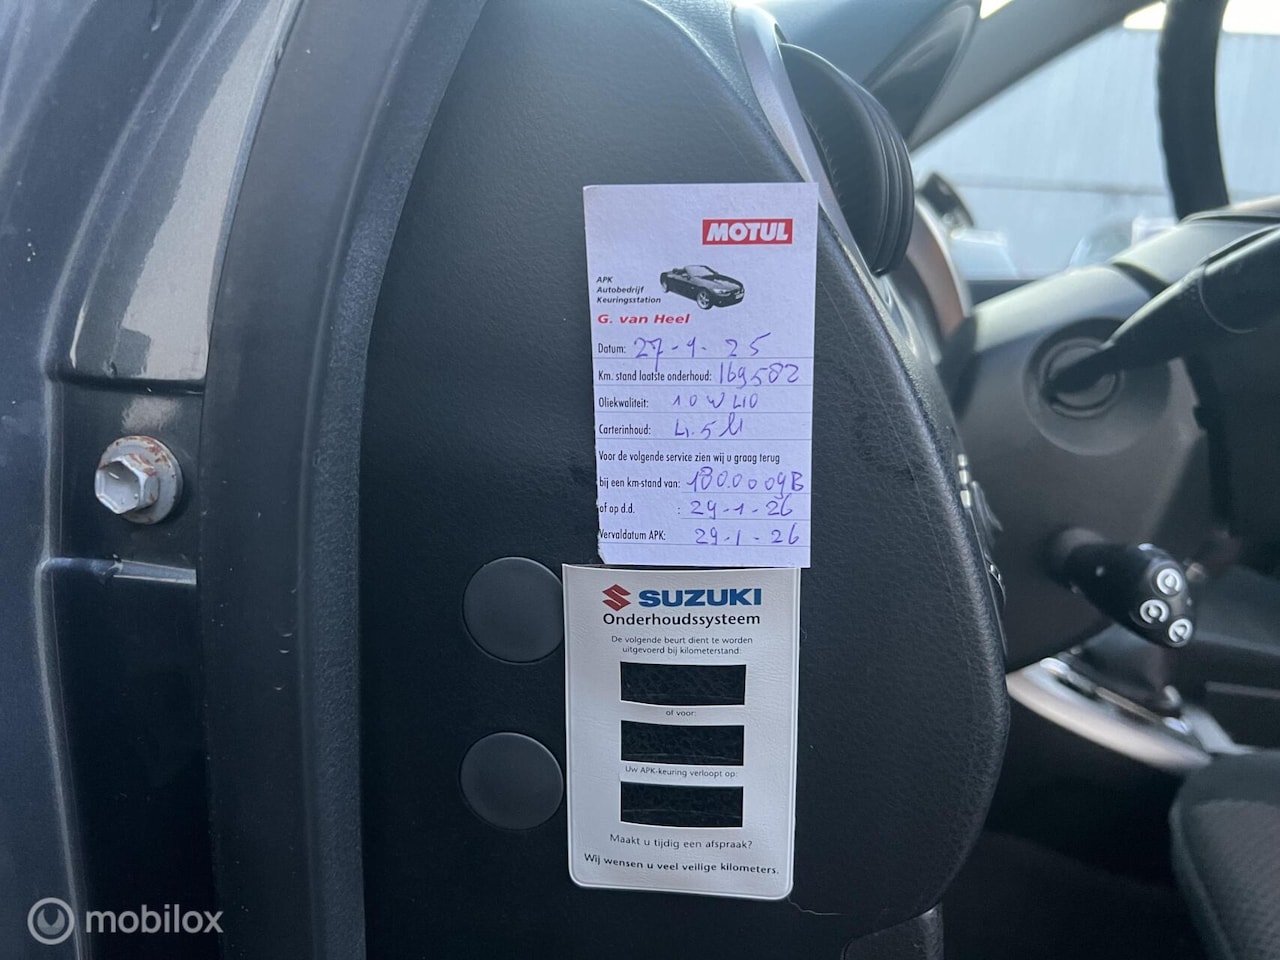 MOTUL
APK
Autobedrijf
Keuringsstation
G. van Heel
Datum: 27-1-25
Km. stand laatste onderhoud: 169582
Oliekwaliteit: 10W40
Carterinhoud: 4.5
Voor de volgende service zien wij u graag terug
bij een km-stand van:
of op d.d. : 29-1-26
Vervaldatum APK: 29-1-26
SUZUKI
Onderhoudssysteem
De volgende beurt dient te worden
uitgevoerd bij kilometerstand:
of voor:
Uw APK-keuring verloopt op:
Maakt u tijdig een afspraak?
Wij wensen u veel veilige kilometers.
mobilox